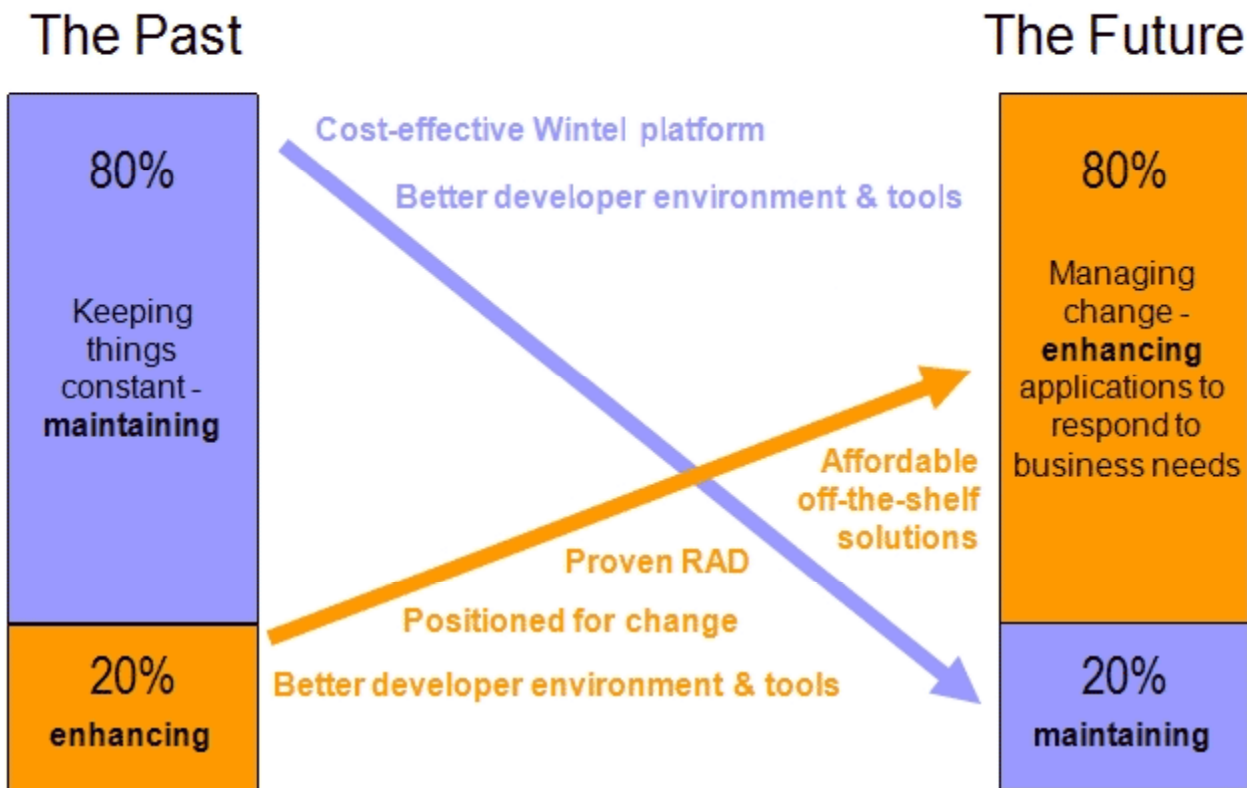 The Past
The Future
80%
Keeping
things
constant -
maintaining
20%
enhancing
Cost-effective Wintel platform
Better developer environment & tools
Affordable
off-the-shelf
solutions
Proven RAD
Positioned for change
Better developer environment & tools
80%
Managing
change -
enhancing
applications to
respond to
business needs
20%
maintaining